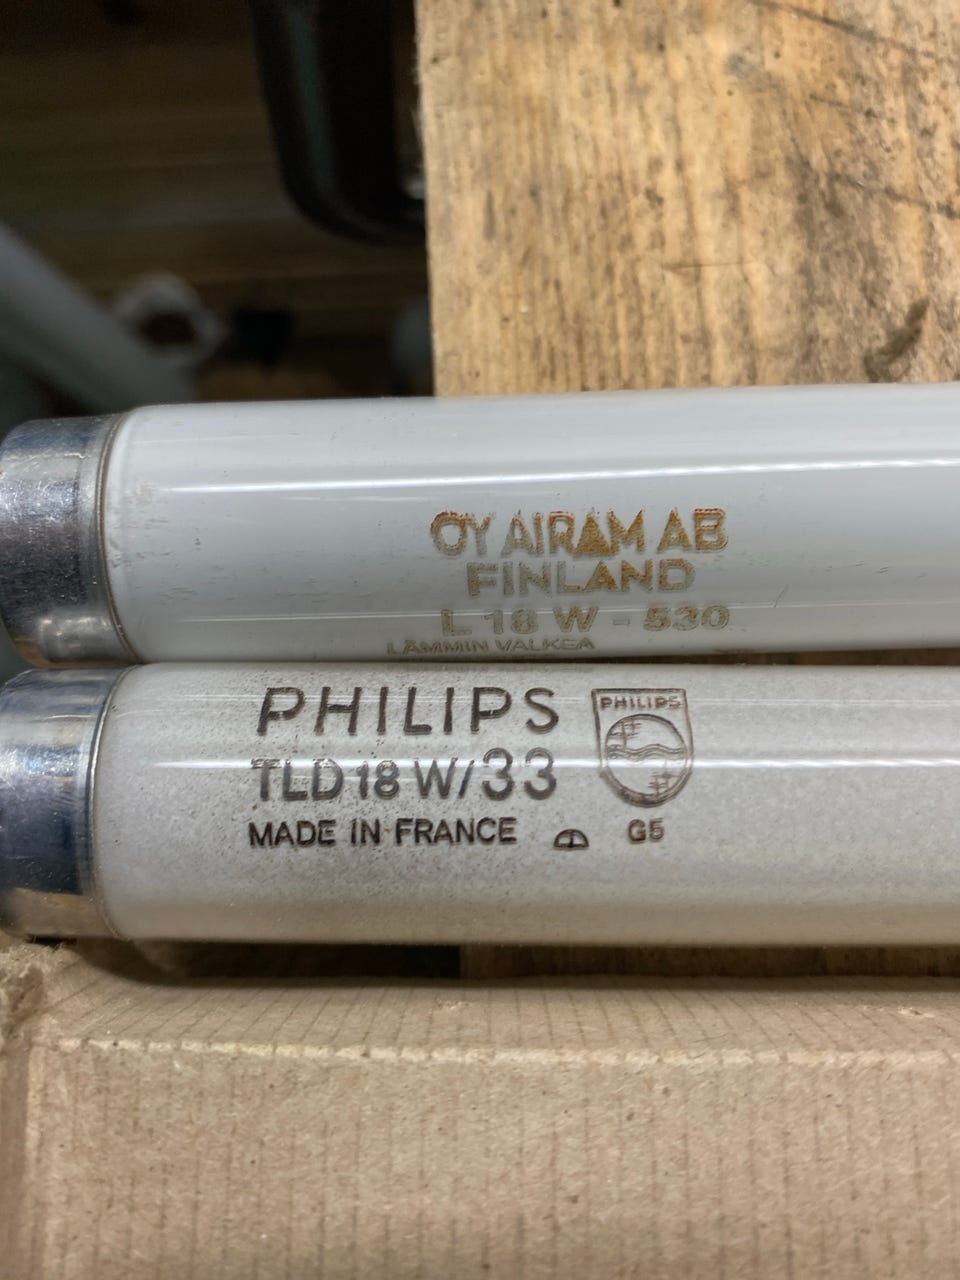 OY AIRAM AB
FINLAND
L 18 W - 530
LÄMMIN VALKEA
PHILIPS
PHILIPS
TLD 18 W/33
MADE IN FRANCE
G5